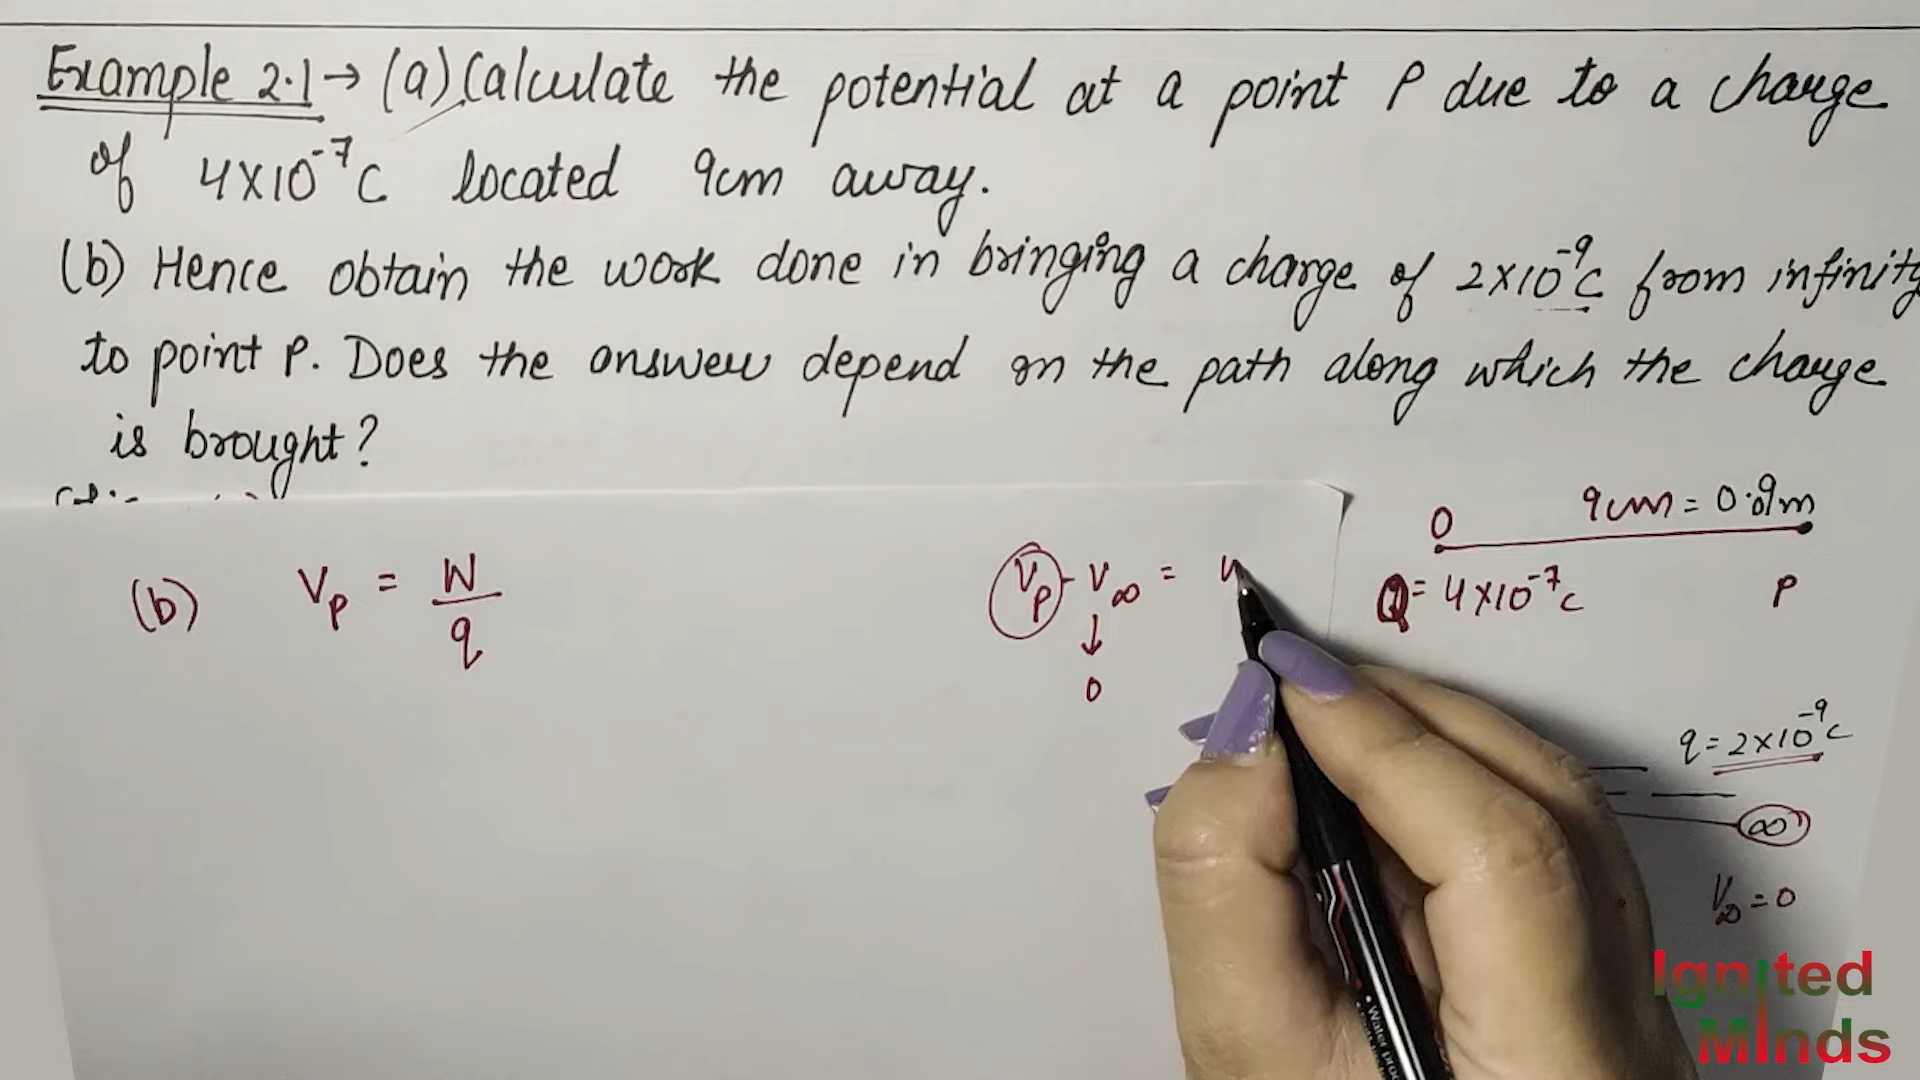 Example 2.1 → (a) Calculate the potential at a point P due to a charge
of 4×10⁻⁷C located 9cm away.
(b) Hence obtain the work done in bringing a charge of 2×10⁻⁹C from infinity
to point P. Does the answer depend on the path along which the charge
is brought?
O 9cm = 0.09m
Q = 4×10⁻⁷C P
(b) Vp = W/q
Vp - V∞ = W
↓
0
q = 2×10⁻⁹C
∞
V∞ = 0
Ignited
Minds
• Water proo